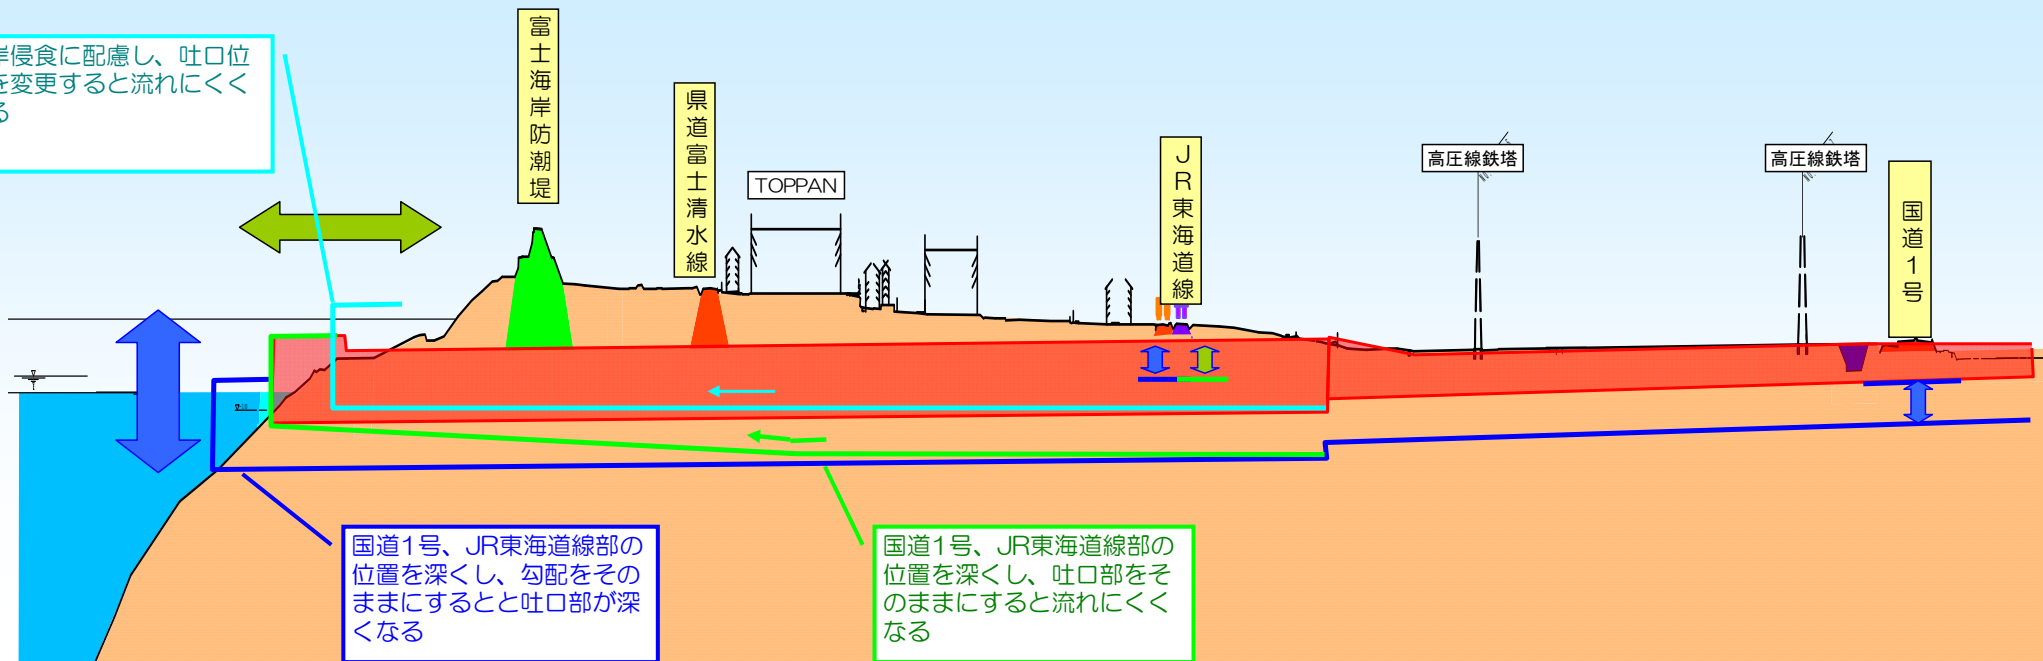 岸侵食に配慮し、吐口位
を変更すると流れにくく
る
富士海岸防潮堤
県道富士清水線
TOPPAN
JR東海道線
高圧線鉄塔
高圧線鉄塔
国道1号
国道1号、JR東海道線部の
位置を深くし、勾配をその
ままにするとと吐口部が深
くなる
国道1号、JR東海道線部の
位置を深くし、吐口部をそ
のままにすると流れにくく
なる